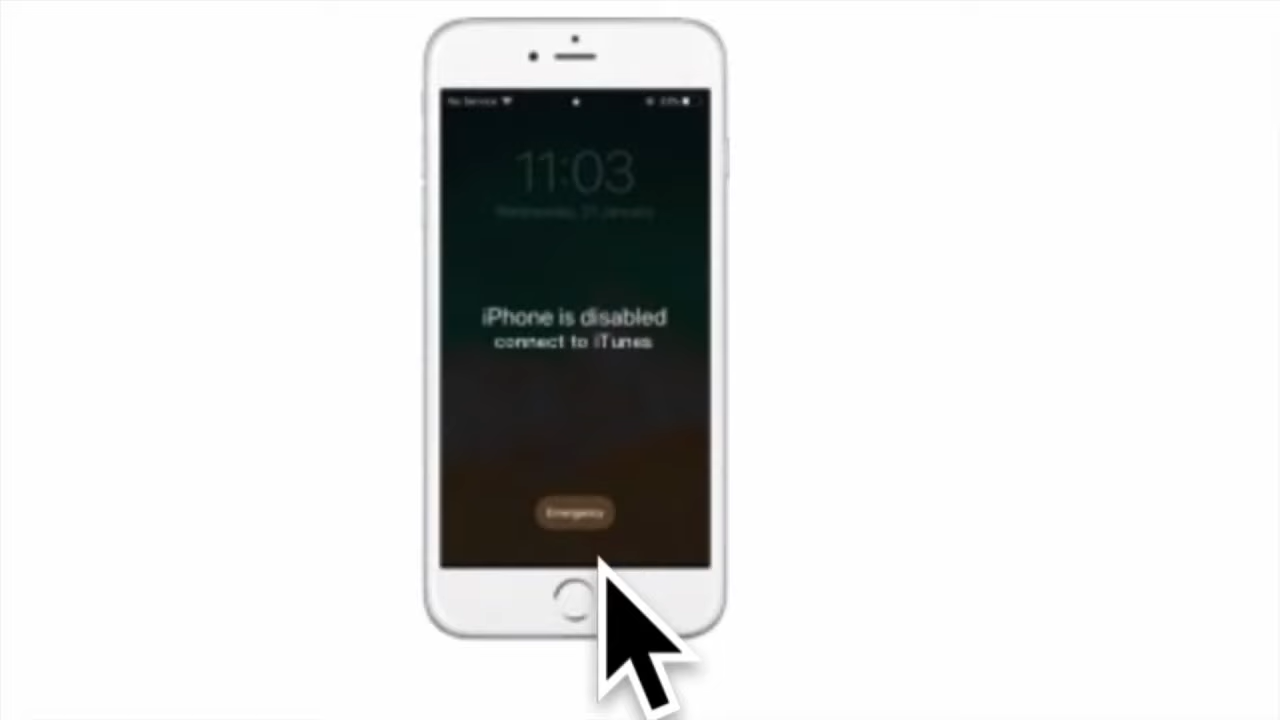 No Service
11:03
iPhone is disabled
connect to iTunes
Emergency